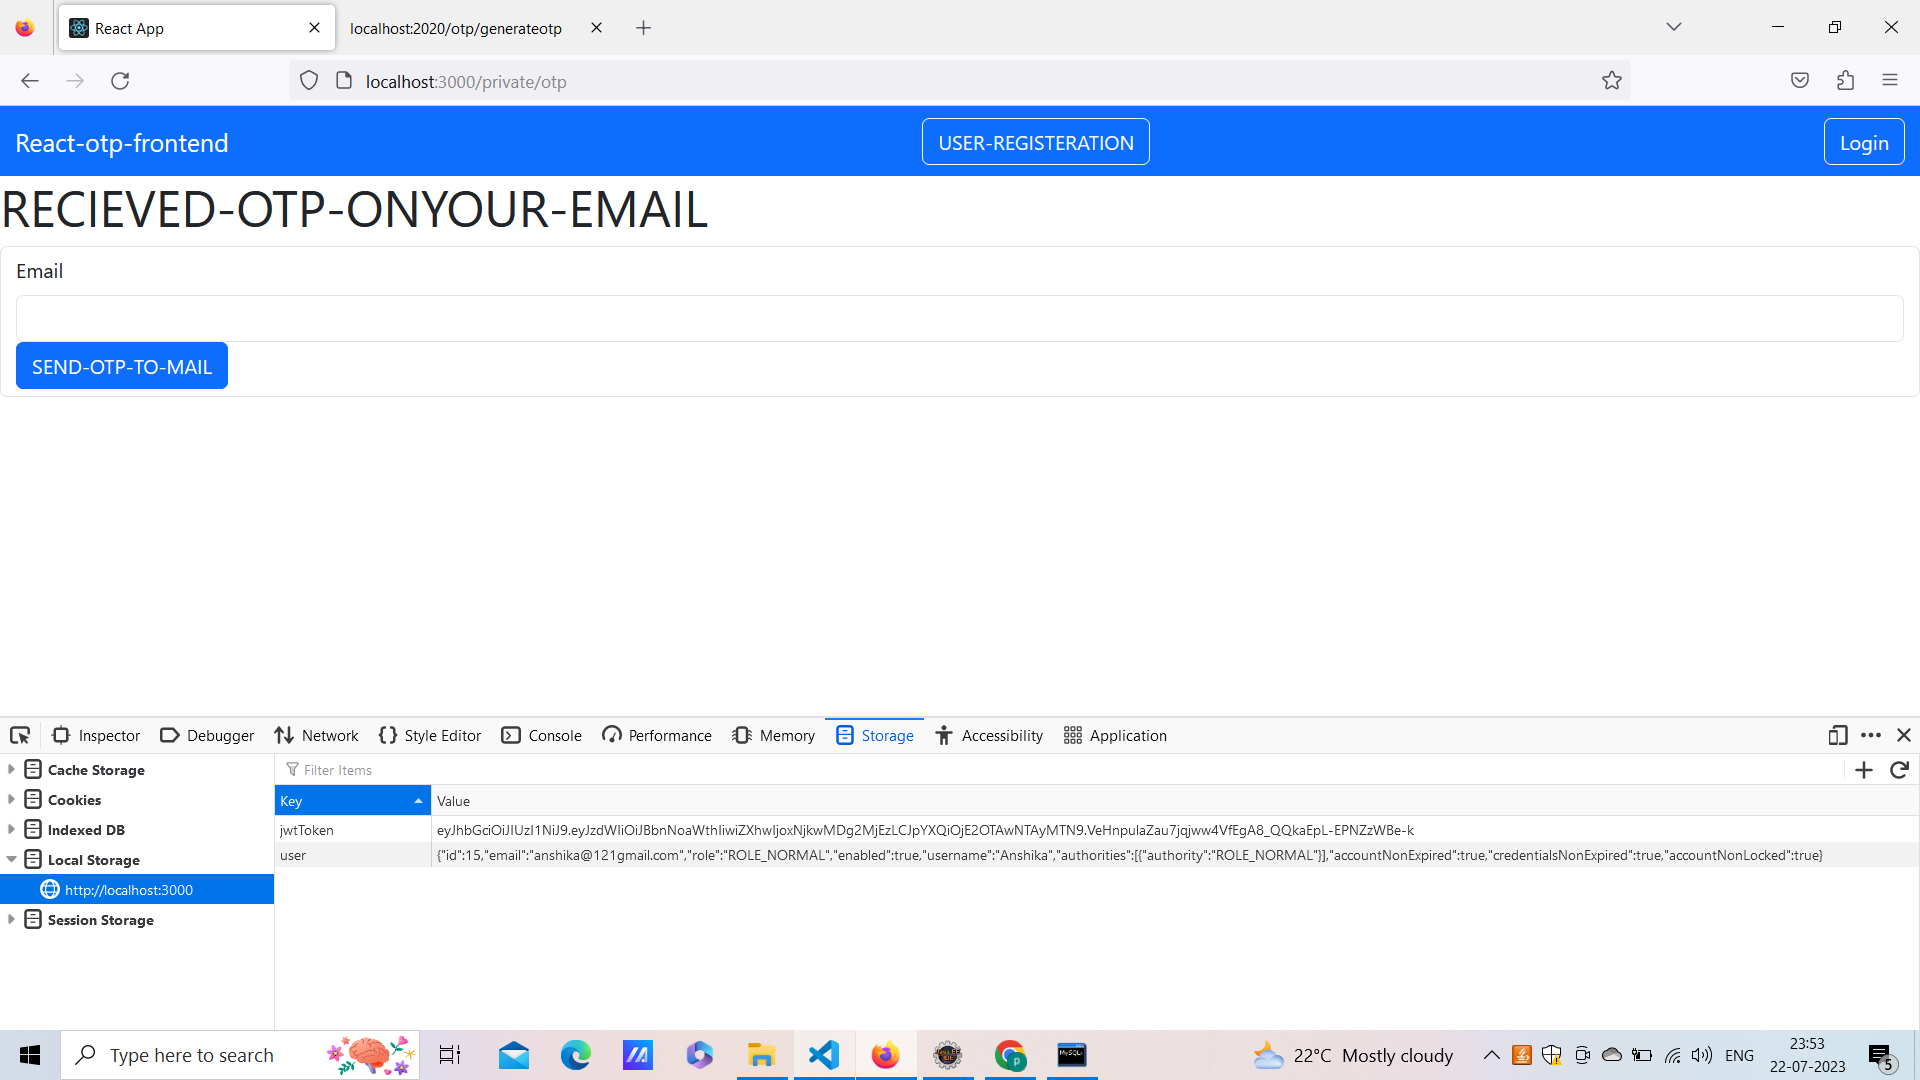 React App
localhost:2020/otp/generateotp
localhost:3000/private/otp
React-otp-frontend
USER-REGISTERATION
Login
RECIEVED-OTP-ONYOUR-EMAIL
Email
SEND-OTP-TO-MAIL
Inspector Debugger Network Style Editor Console Performance Memory Storage Accessibility Application
Cache Storage
Cookies
Indexed DB
Local Storage
http://localhost:3000
Session Storage
Filter Items
Key Value
jwtToken eyJhbGciOiJIUzI1NiJ9.eyJzdWIiOiJBbnNoaWthIiwiZXhwIjoxNjkwMDg2MjEzLCJpYXQiOjE2OTAwNTAyMTN9.VeHnpulaZau7jqjww4VfEgA8_QQkaEpL-EPNZzWBe-k
user {"id":15,"email":"anshika@121gmail.com","role":"ROLE_NORMAL","enabled":true,"username":"Anshika","authorities":[{"authority":"ROLE_NORMAL"}],"accountNonExpired":true,"credentialsNonExpired":true,"accountNonLocked":true}
Type here to search
22°C Mostly cloudy
ENG
23:53
22-07-2023
5